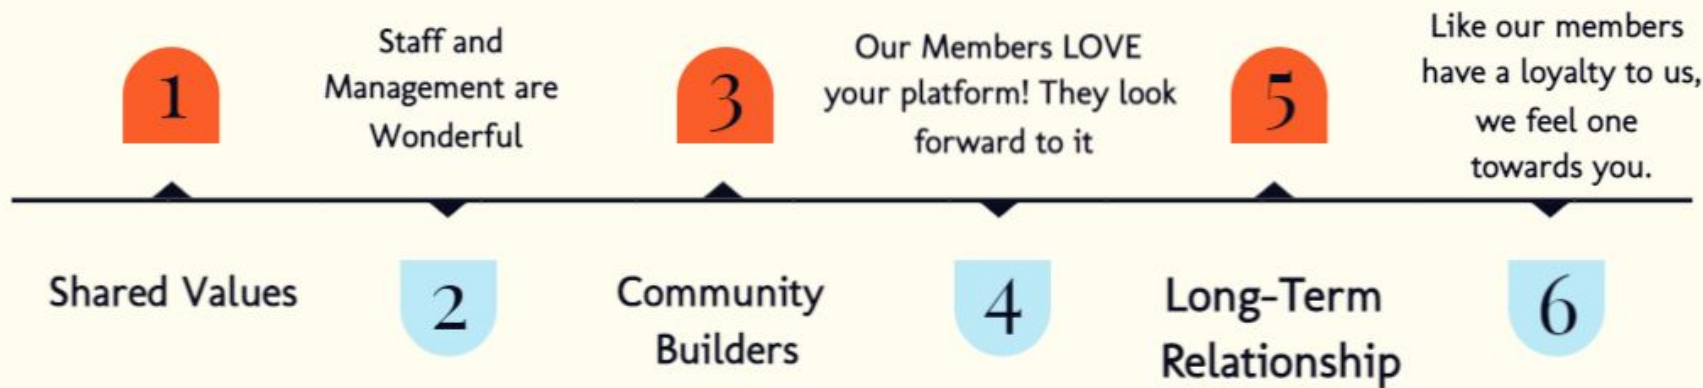 1
Shared Values
Staff and
Management are
Wonderful
2
3
Community
Builders
Our Members LOVE
your platform! They look
forward to it
4
5
Long-Term
Relationship
Like our members
have a loyalty to us,
we feel one
towards you.
6